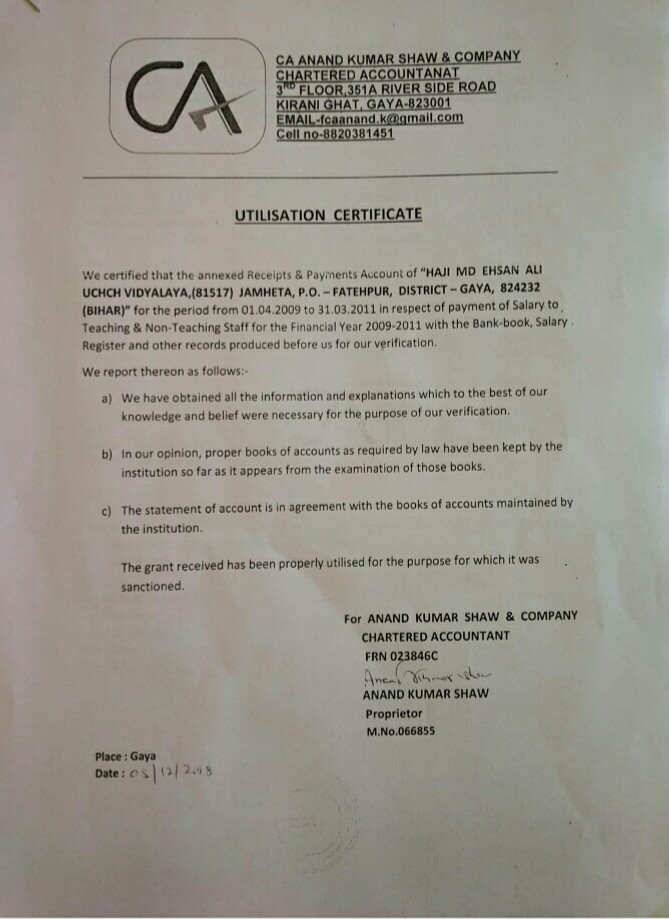 CA
CA ANAND KUMAR SHAW & COMPANY
CHARTERED ACCOUNTANAT
3RD FLOOR,351A RIVER SIDE ROAD
KIRANI GHAT, GAYA-823001
EMAIL-fcaanand.k@gmail.com
Cell no-8820381451
UTILISATION CERTIFICATE
We certified that the annexed Receipts & Payments Account of "HAJI MD EHSAN ALI
UCHCH VIDYALAYA,(81517) JAMHETA, P.O. – FATEHPUR, DISTRICT – GAYA, 824232
(BIHAR)" for the period from 01.04.2009 to 31.03.2011 in respect of payment of Salary to
Teaching & Non-Teaching Staff for the Financial Year 2009-2011 with the Bank-book, Salary
Register and other records produced before us for our verification.
We report thereon as follows:-
a) We have obtained all the information and explanations which to the best of our
knowledge and belief were necessary for the purpose of our verification.
b) In our opinion, proper books of accounts as required by law have been kept by the
institution so far as it appears from the examination of those books.
c) The statement of account is in agreement with the books of accounts maintained by
the institution.
The grant received has been properly utilised for the purpose for which it was
sanctioned.
For ANAND KUMAR SHAW & COMPANY
CHARTERED ACCOUNTANT
FRN 023846C
Anand Kumar Shaw
ANAND KUMAR SHAW
Proprietor
M.No.066855
Place : Gaya
Date : 05/12/2018